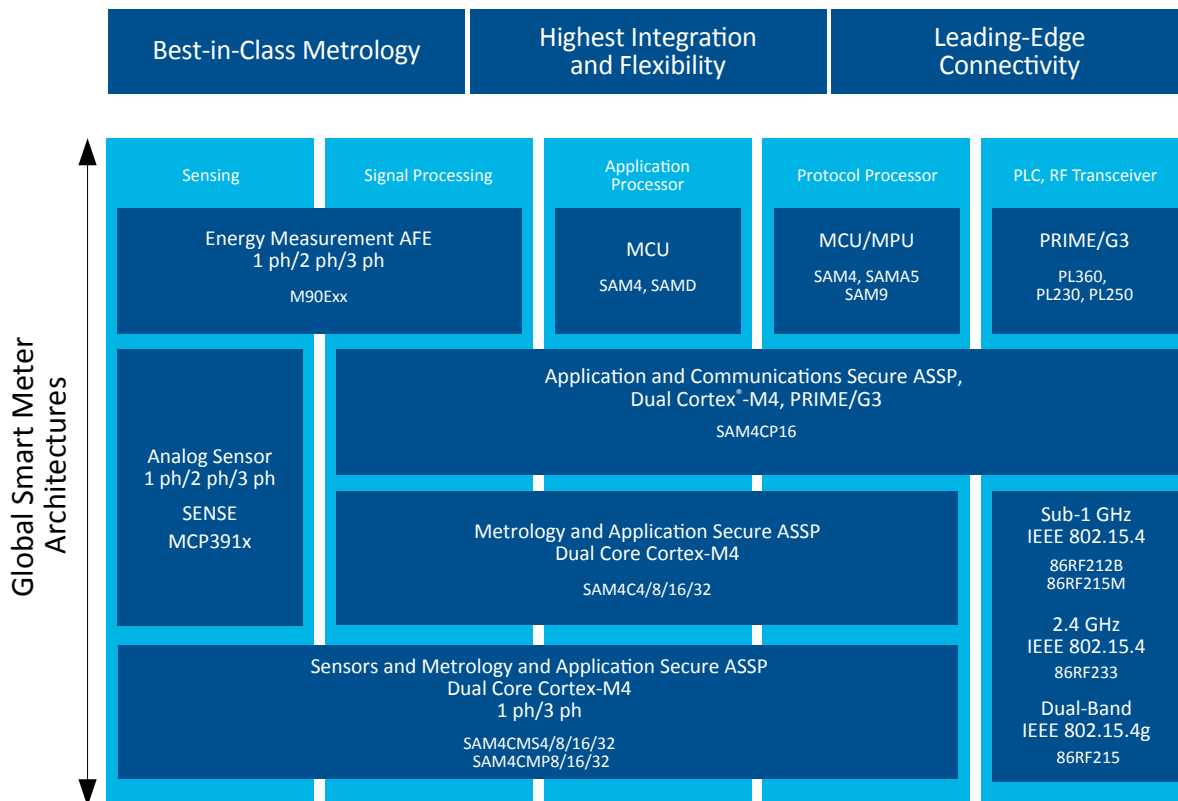 Best-in-Class Metrology
Highest Integration
and Flexibility
Leading-Edge
Connectivity
Global Smart Meter
Architectures
Sensing
Signal Processing
Application
Processor
Protocol Processor
PLC, RF Transceiver
Energy Measurement AFE
1 ph/2 ph/3 ph
M90Exx
MCU
SAM4, SAMD
MCU/MPU
SAM4, SAMA5
SAM9
PRIME/G3
PL360,
PL230, PL250
Analog Sensor
1 ph/2 ph/3 ph
SENSE
MCP391x
Application and Communications Secure ASSP,
Dual Cortex®-M4, PRIME/G3
SAM4CP16
Metrology and Application Secure ASSP
Dual Core Cortex-M4
SAM4C4/8/16/32
Sub-1 GHz
IEEE 802.15.4
86RF212B
86RF215M
2.4 GHz
IEEE 802.15.4
86RF233
Dual-Band
IEEE 802.15.4g
86RF215
Sensors and Metrology and Application Secure ASSP
Dual Core Cortex-M4
1 ph/3 ph
SAM4CMS4/8/16/32
SAM4CMP8/16/32